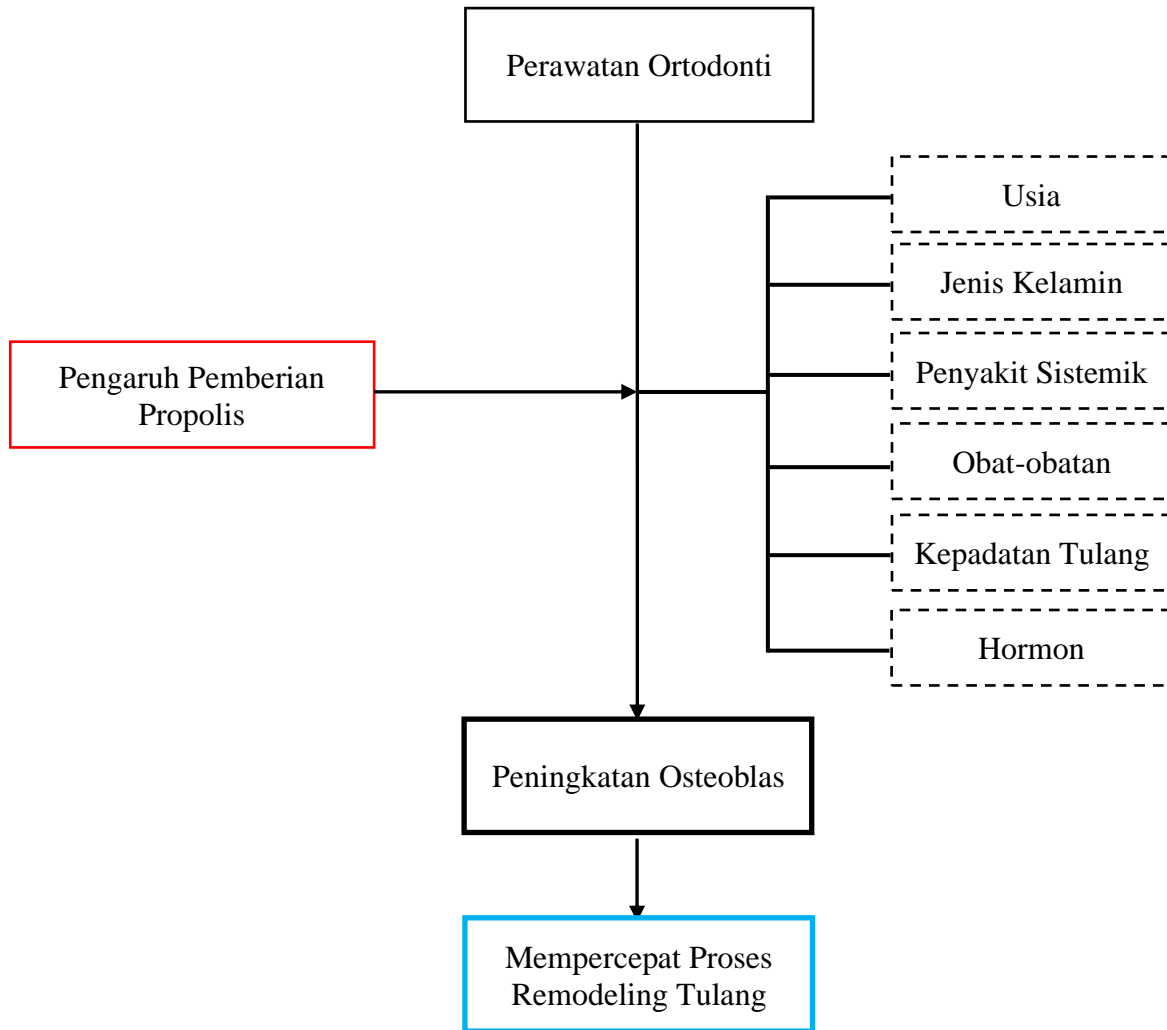 Perawatan Ortodonti
Usia
Jenis Kelamin
Penyakit Sistemik
Pengaruh Pemberian
Propolis
Obat-obatan
Kepadatan Tulang
Hormon
Peningkatan Osteoblas
Mempercepat Proses
Remodeling Tulang